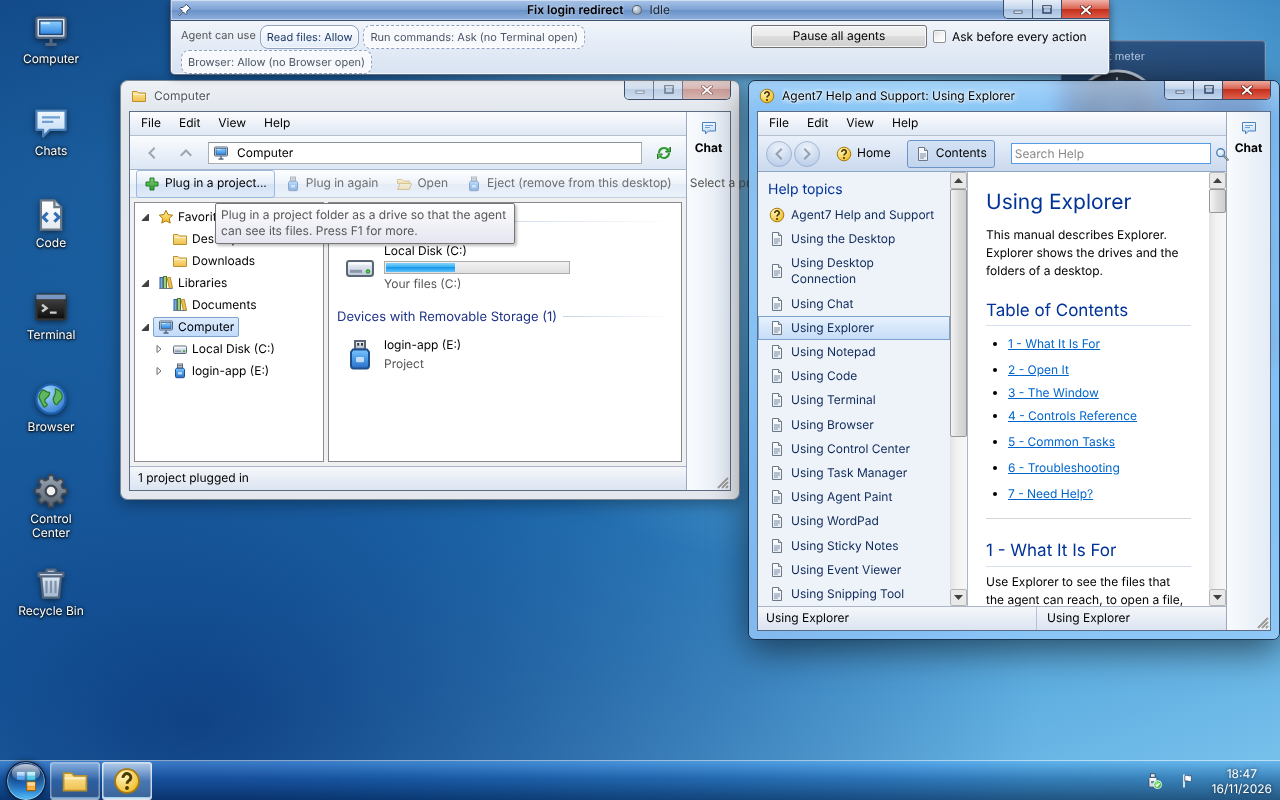 Fix login redirect Idle
Agent can use Read files: Allow Run commands: Ask (no Terminal open)
Browser: Allow (no Browser open)
Pause all agents Ask before every action
meter
Computer
Chats
Code
Terminal
Browser
Control
Center
Recycle Bin
Computer
File Edit View Help
Computer
Plug in a project... Plug in again Open Eject (remove from this desktop) Select a
Plug in a project folder as a drive so that the agent
can see its files. Press F1 for more.
Downloads
Libraries
Documents
Computer
Local Disk (C:)
login-app (E:)
Local Disk (C:)
Your files (C:)
Devices with Removable Storage (1)
login-app (E:)
Project
1 project plugged in
Chat
Agent7 Help and Support: Using Explorer
File Edit View Help
Home Contents Search Help
Chat
Help topics
Agent7 Help and Support
Using the Desktop
Using Desktop
Connection
Using Chat
Using Explorer
Using Notepad
Using Code
Using Terminal
Using Browser
Using Control Center
Using Task Manager
Using Agent Paint
Using WordPad
Using Sticky Notes
Using Event Viewer
Using Snipping Tool
Using Explorer
This manual describes Explorer.
Explorer shows the drives and the
folders of a desktop.
Table of Contents
1 - What It Is For
2 - Open It
3 - The Window
4 - Controls Reference
5 - Common Tasks
6 - Troubleshooting
7 - Need Help?
1 - What It Is For
Use Explorer to see the files that
the agent can reach, to open a file,
Using Explorer Using Explorer
18:47
16/11/2026